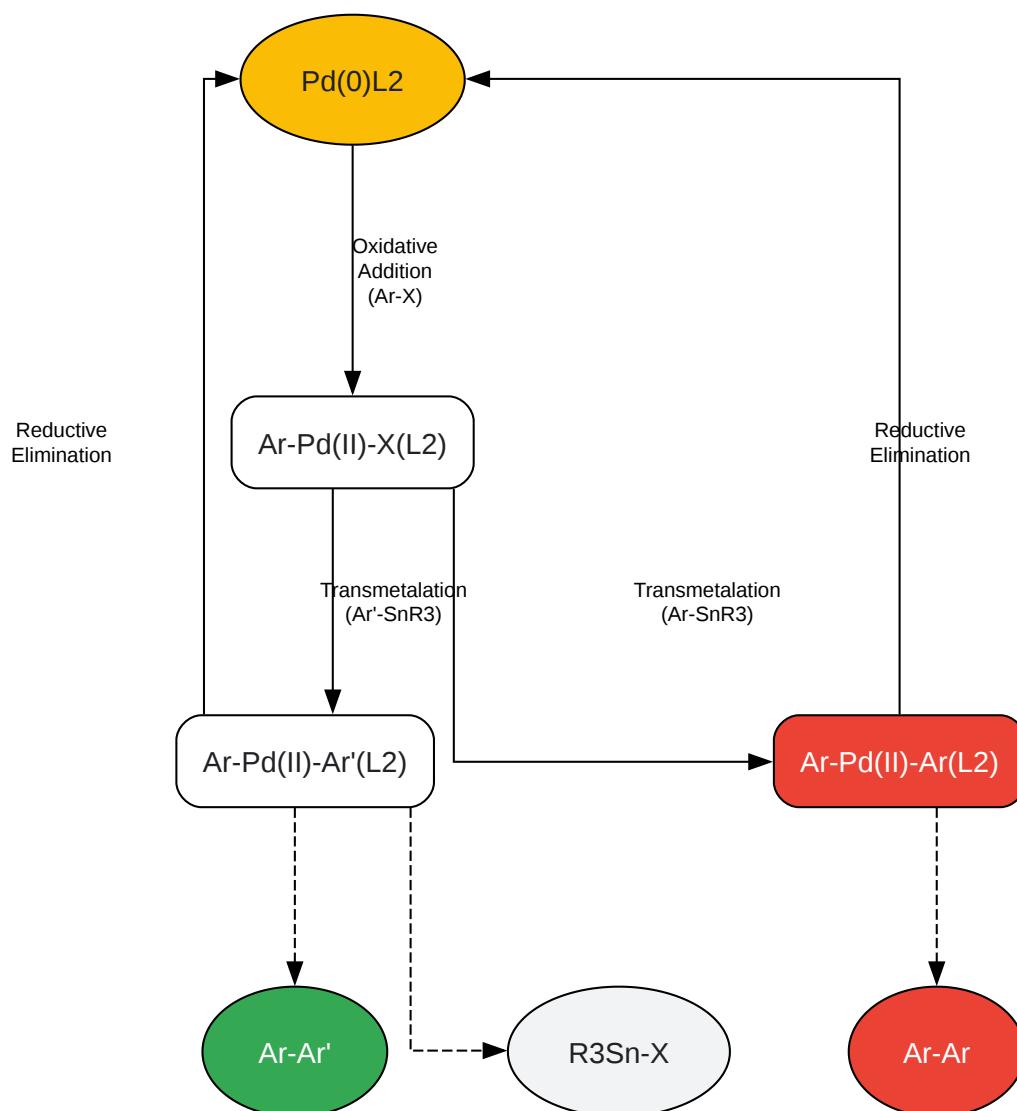 Pd(0)L2
Oxidative
Addition
(Ar-X)
Ar-Pd(II)-X(L2)
Reductive
Elimination
Reductive
Elimination
Transmetalation
(Ar'-SnR3)
Transmetalation
(Ar-SnR3)
Ar-Pd(II)-Ar'(L2)
Ar-Pd(II)-Ar(L2)
Ar-Ar'
R3Sn-X
Ar-Ar